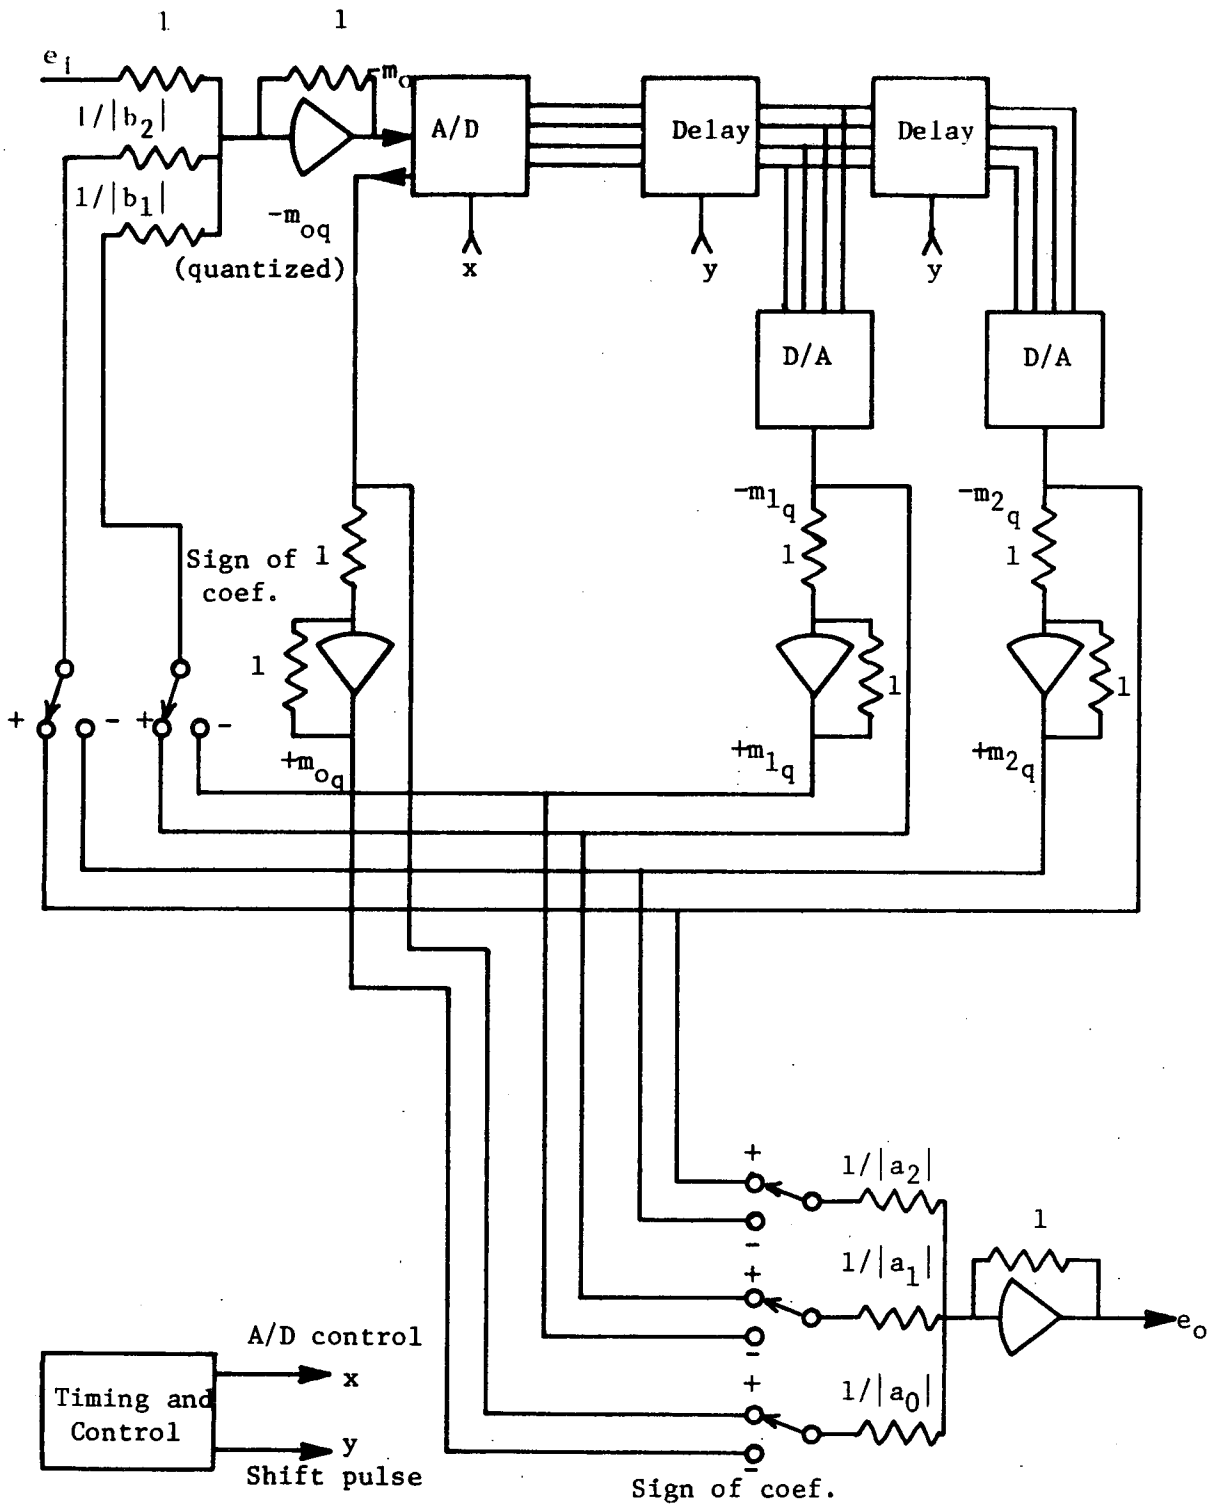 1 1
e_i
-m_o
1/|b_2|
1/|b_1|
A/D
Delay
Delay
-m_oq
(quantized)
x
y
y
D/A
D/A
-m_1q
-m_2q
Sign of
coef.
1
1
1
1
1
1
+ - + -
+m_oq
+m_1q
+m_2q
+
1/|a_2|
-
+
1/|a_1|
1
-
e_o
+
1/|a_0|
-
Sign of coef.
A/D control
x
Timing and
Control
y
Shift pulse